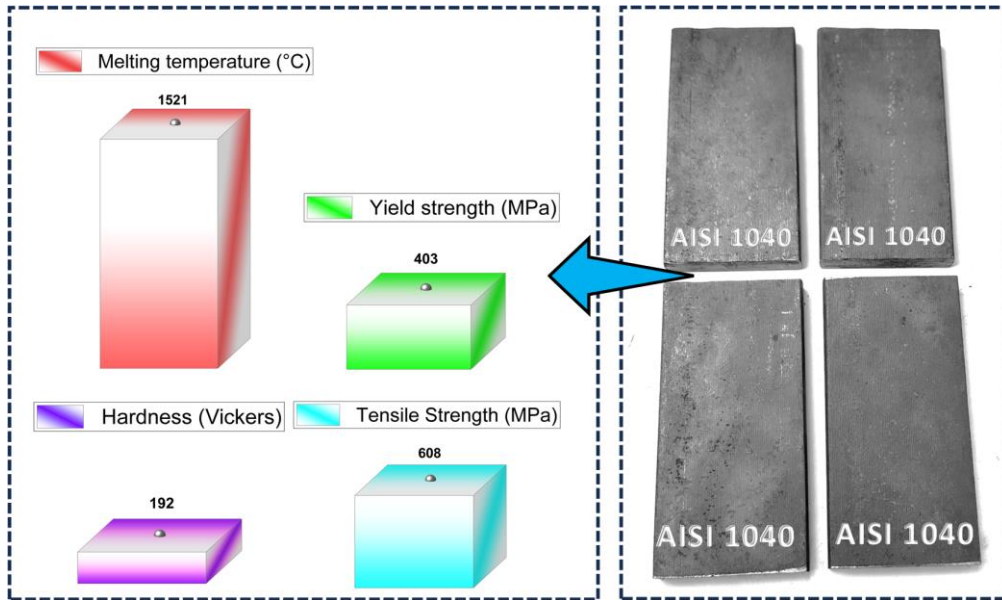 Melting temperature (°C)
1521
Yield strength (MPa)
403
Hardness (Vickers)
192
Tensile Strength (MPa)
608
AISI 1040
AISI 1040
AISI 1040
AISI 1040